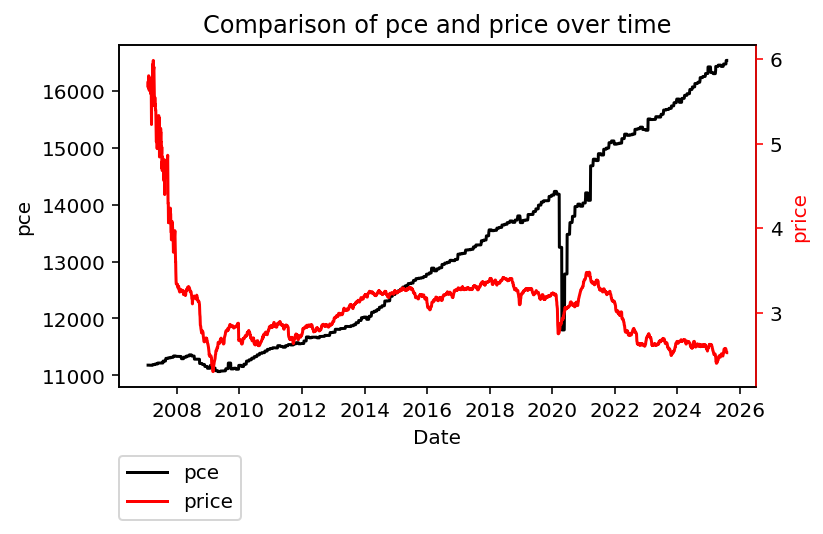 Comparison of pce and price over time
16000
15000
14000
13000
12000
11000
pce
6
5
4
3
price
2008 2010 2012 2014 2016 2018 2020 2022 2024 2026
Date
pce
price